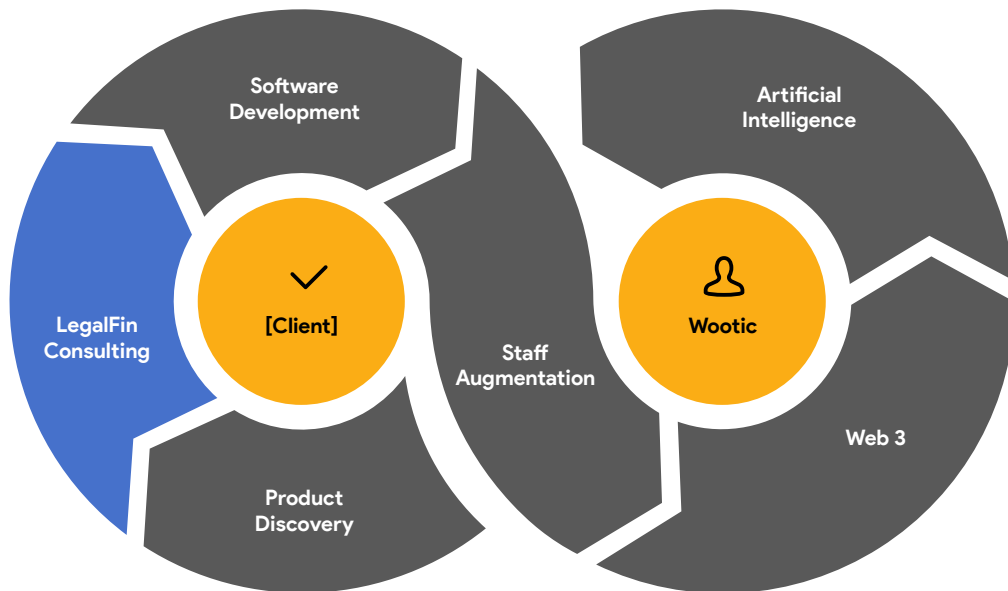 Software
Development
Artificial
Intelligence
LegalFin
Consulting
[Client]
Wootic
Staff
Augmentation
Web 3
Product
Discovery